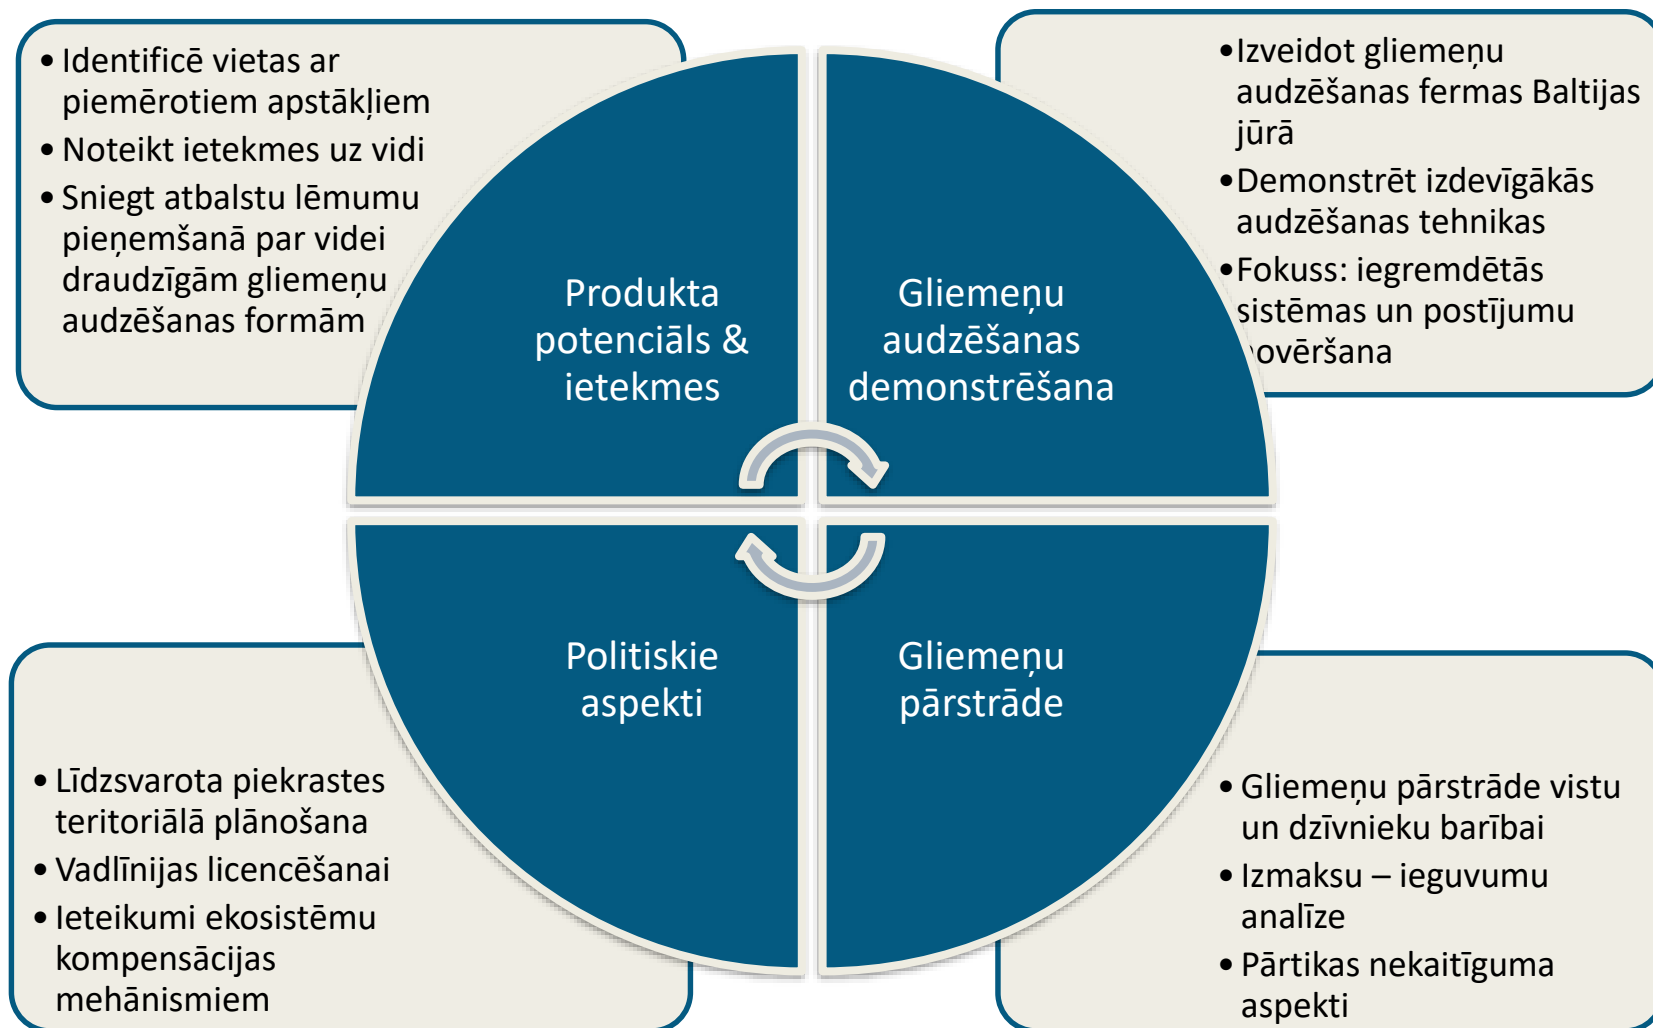 • Identificē vietas ar
piemērotiem apstākļiem
• Noteikt ietekmes uz vidi
• Sniegt atbalstu lēmumu
pieņemšanā par videi
draudzīgām gliemeņu
audzēšanas formām
•Izveidot gliemeņu
audzēšanas fermas Baltijas
jūrā
•Demonstrēt izdevīgākās
audzēšanas tehnikas
•Fokuss: iegremdētās
sistēmas un postījumu
novēršana
Produkta
potenciāls &
ietekmes
Gliemeņu
audzēšanas
demonstrēšana
Politiskie
aspekti
Gliemeņu
pārstrāde
• Līdzsvarota piekrastes
teritoriālā plānošana
• Vadlīnijas licencēšanai
• Ieteikumi ekosistēmu
kompensācijas
mehānismiem
• Gliemeņu pārstrāde vistu
un dzīvnieku barībai
• Izmaksu – ieguvumu
analīze
• Pārtikas nekaitīguma
aspekti